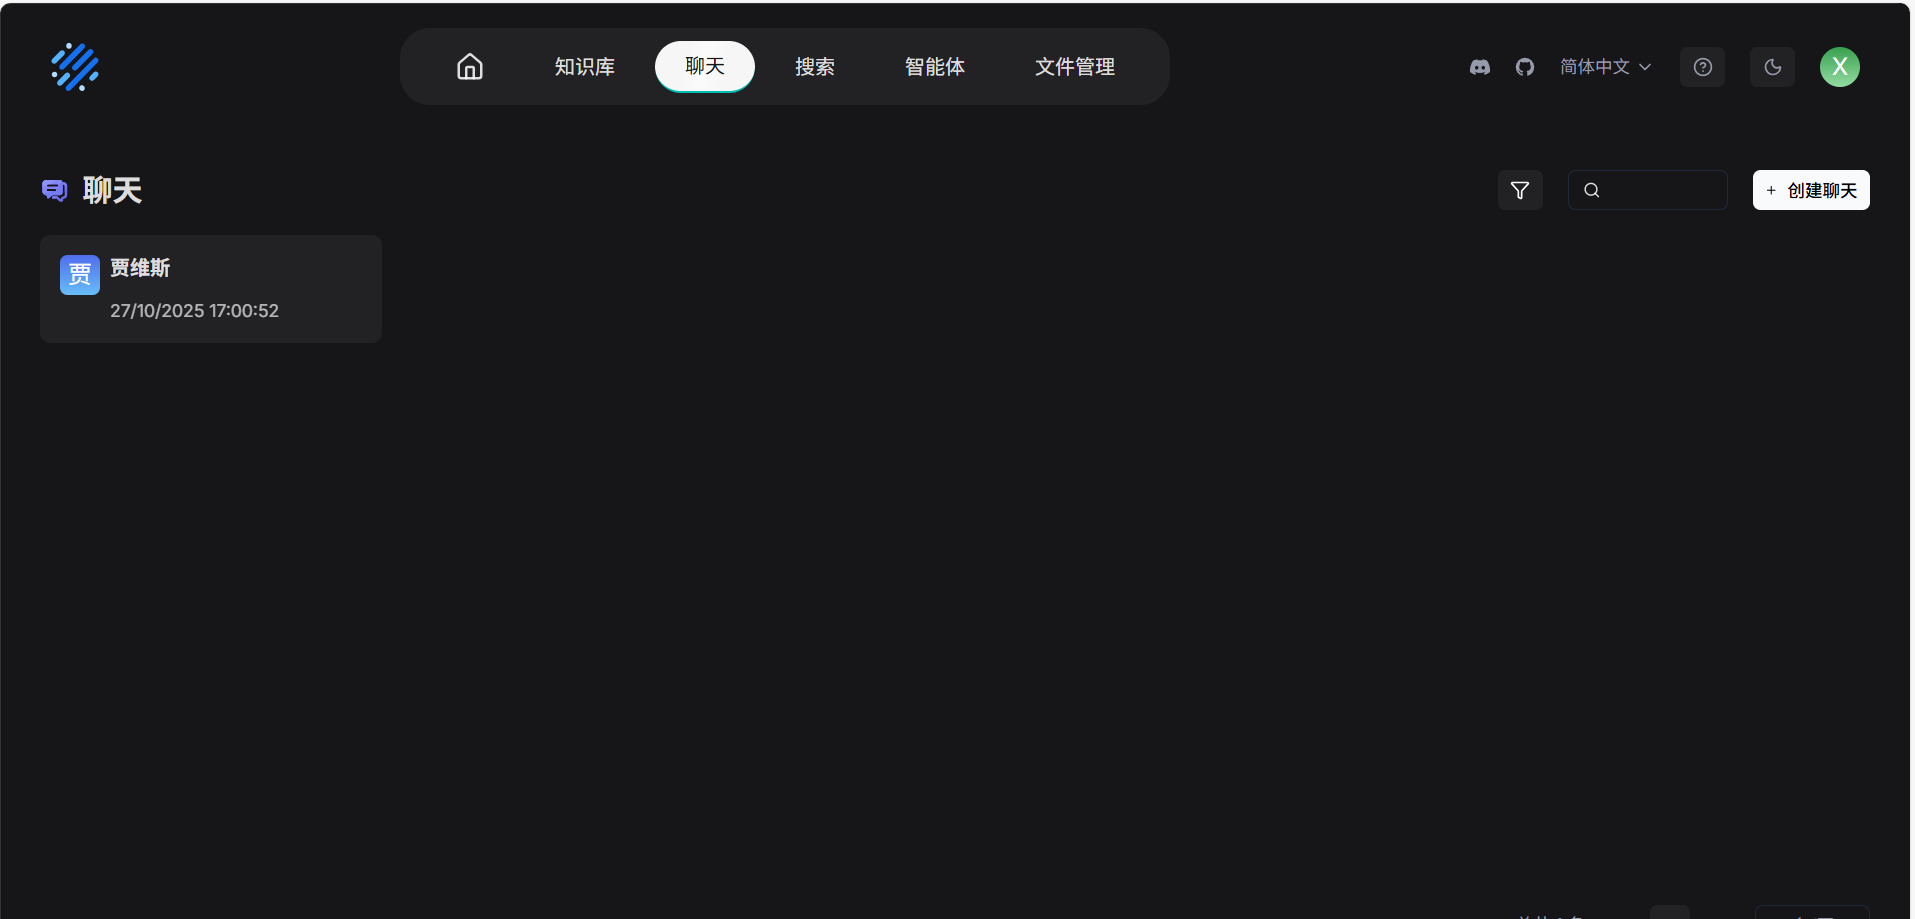 知识库
聊天
搜索
智能体
文件管理
简体中文
X
聊天
+ 创建聊天
贾
贾维斯
27/10/2025 17:00:52